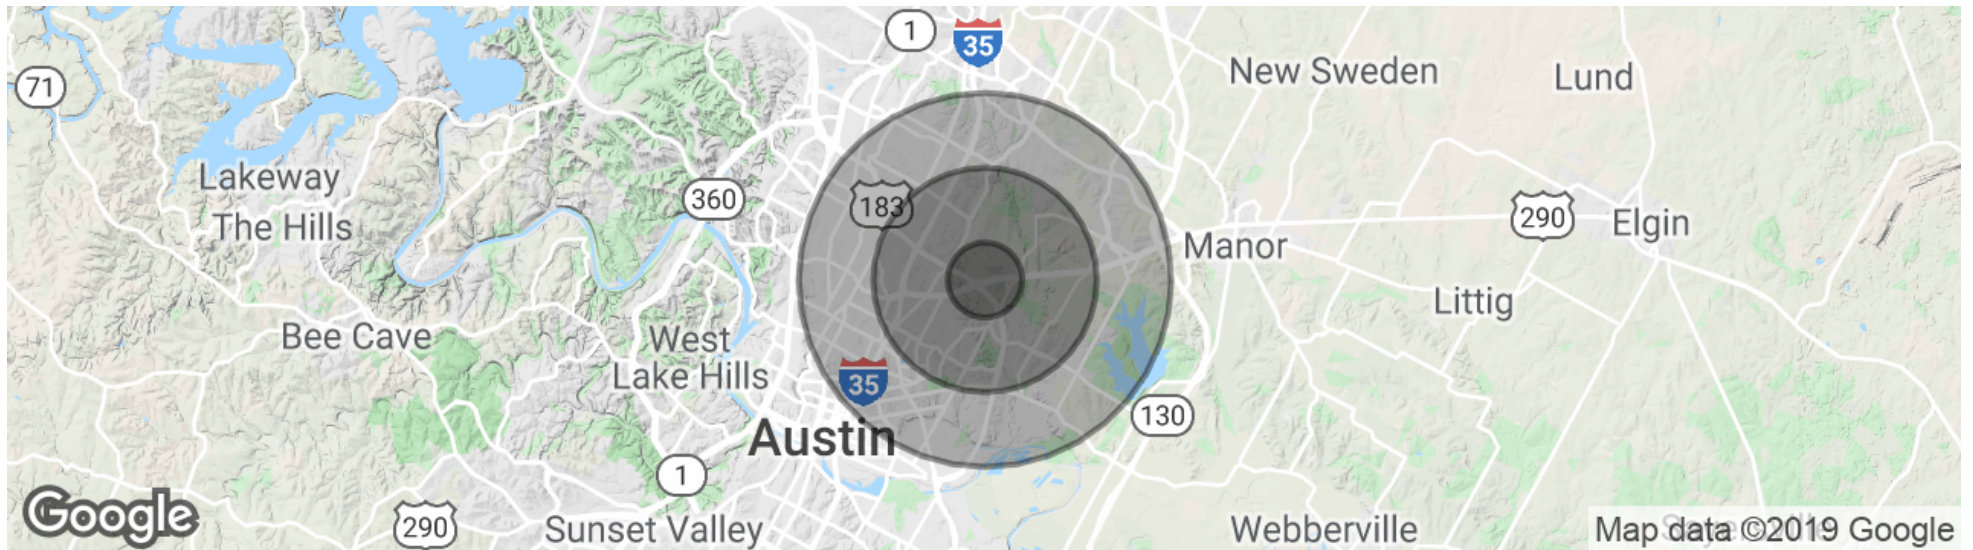 1
35
New Sweden
Lund
71
Lakeway
The Hills
360
183
290
Elgin
Manor
Littig
Bee Cave
West
Lake Hills
35
130
Austin
1
Google
290
Sunset Valley
Webberville
Map data ©2019 Google